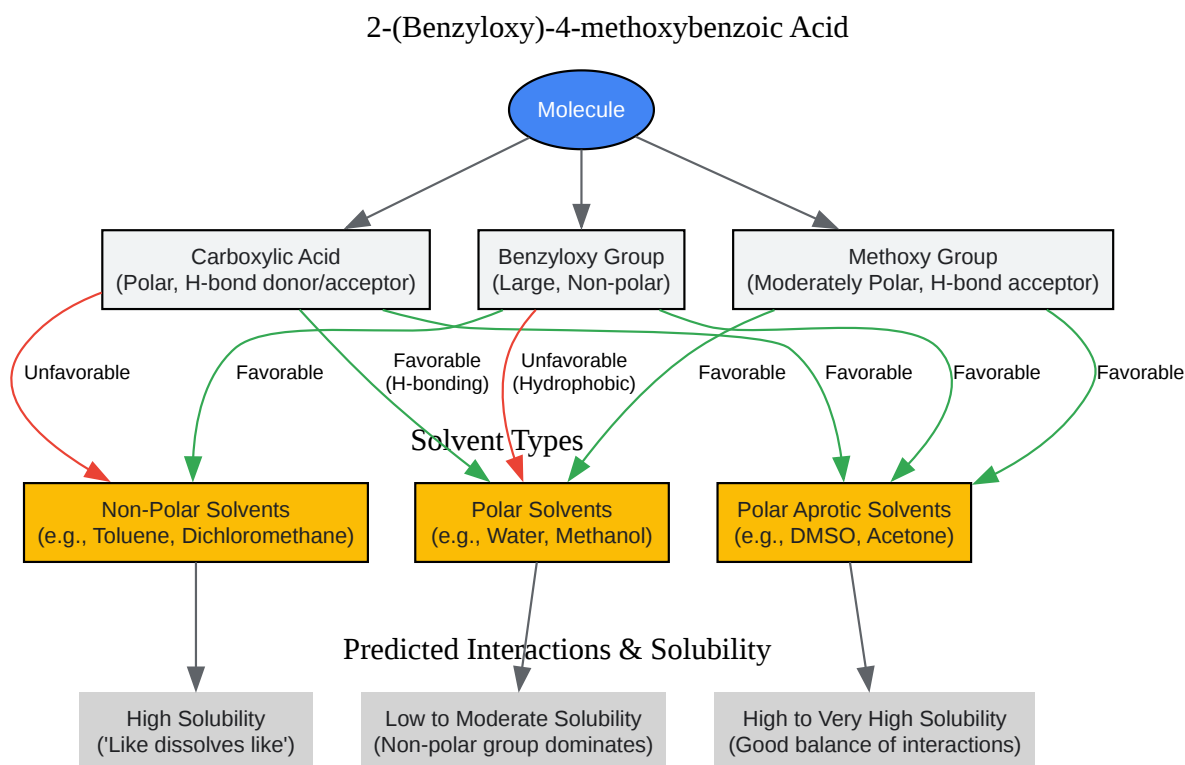 2-(Benzyloxy)-4-methoxybenzoic Acid
Molecule
Carboxylic Acid
(Polar, H-bond donor/acceptor)
Benzyloxy Group
(Large, Non-polar)
Methoxy Group
(Moderately Polar, H-bond acceptor)
Unfavorable
Favorable
Favorable
(H-bonding)
Unfavorable
(Hydrophobic)
Favorable
Favorable
Favorable
Favorable
Solvent Types
Non-Polar Solvents
(e.g., Toluene, Dichloromethane)
Polar Solvents
(e.g., Water, Methanol)
Polar Aprotic Solvents
(e.g., DMSO, Acetone)
Predicted Interactions & Solubility
High Solubility
('Like dissolves like')
Low to Moderate Solubility
(Non-polar group dominates)
High to Very High Solubility
(Good balance of interactions)